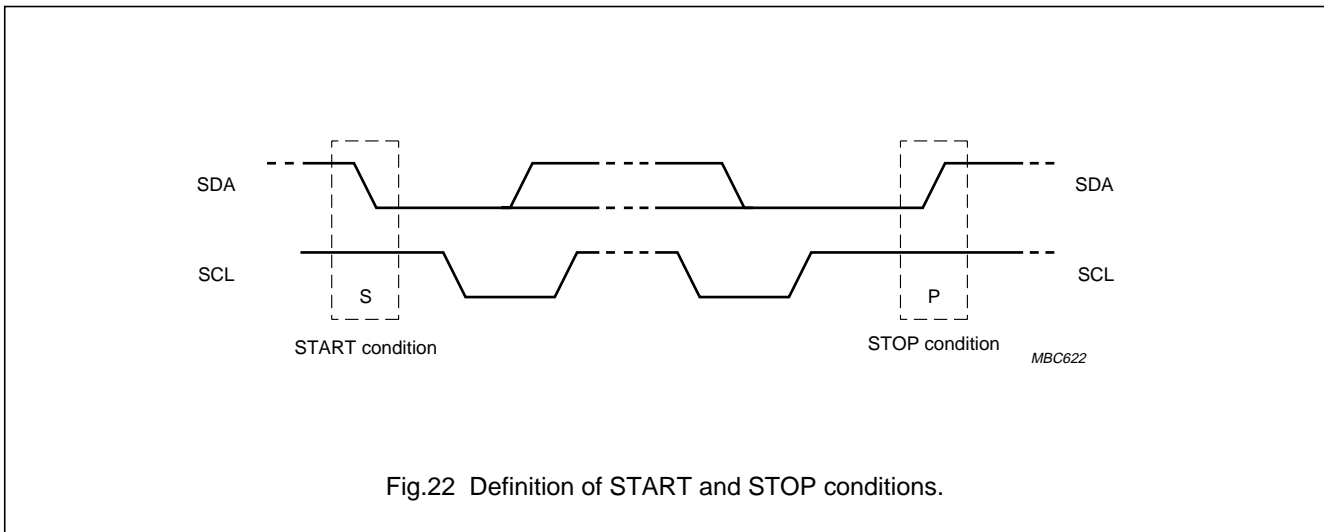 SDA SDA
SCL SCL
S P
START condition STOP condition
MBC622
Fig.22 Definition of START and STOP conditions.